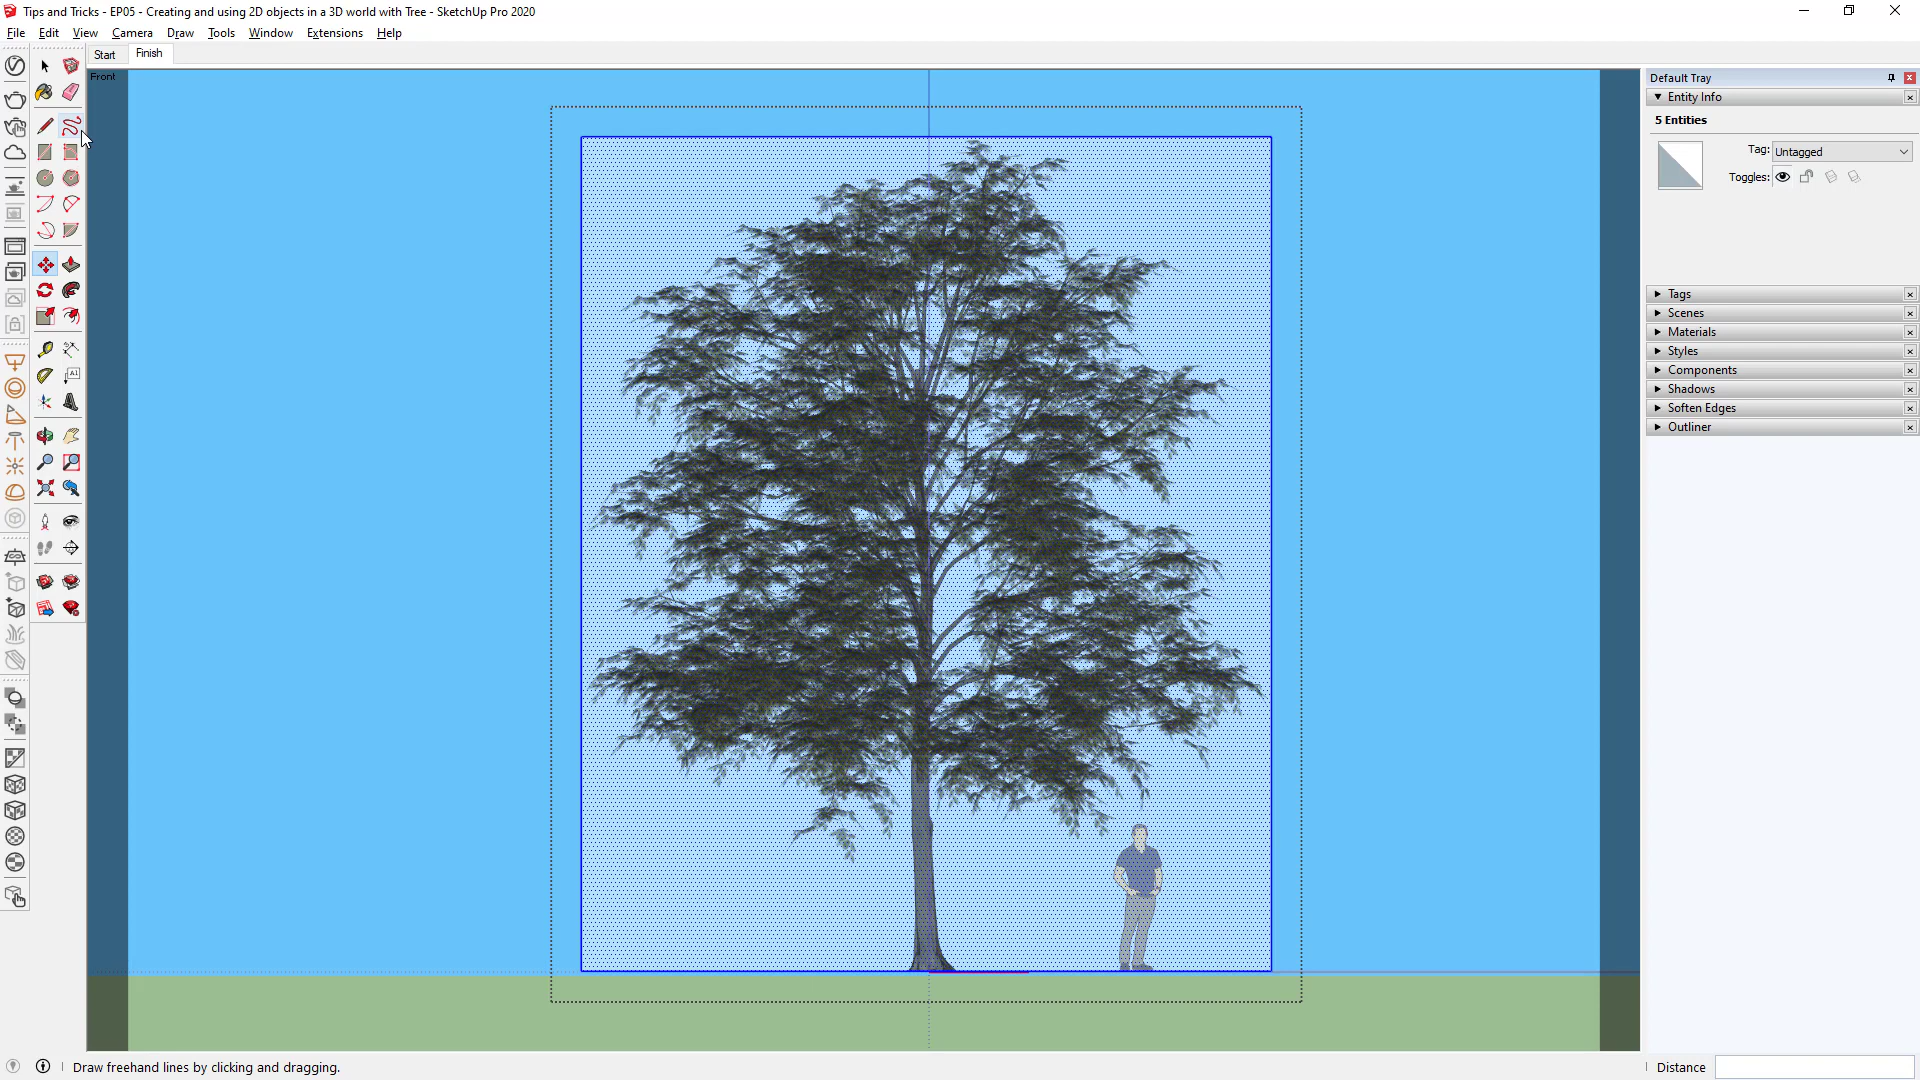 Tips and Tricks - EP05 - Creating and using 2D objects in a 3D world with Tree - SketchUp Pro 2020
File Edit View Camera Draw Tools Window Extensions Help
Start Finish
Front
Default Tray
Entity Info
5 Entities
Tag: Untagged
Toggles:
Tags
Scenes
Materials
Styles
Components
Shadows
Soften Edges
Outliner
A1
Draw freehand lines by clicking and dragging.
Distance